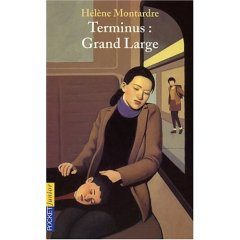 Hélène Montardre
Terminus :
Grand Large
POCKET junior